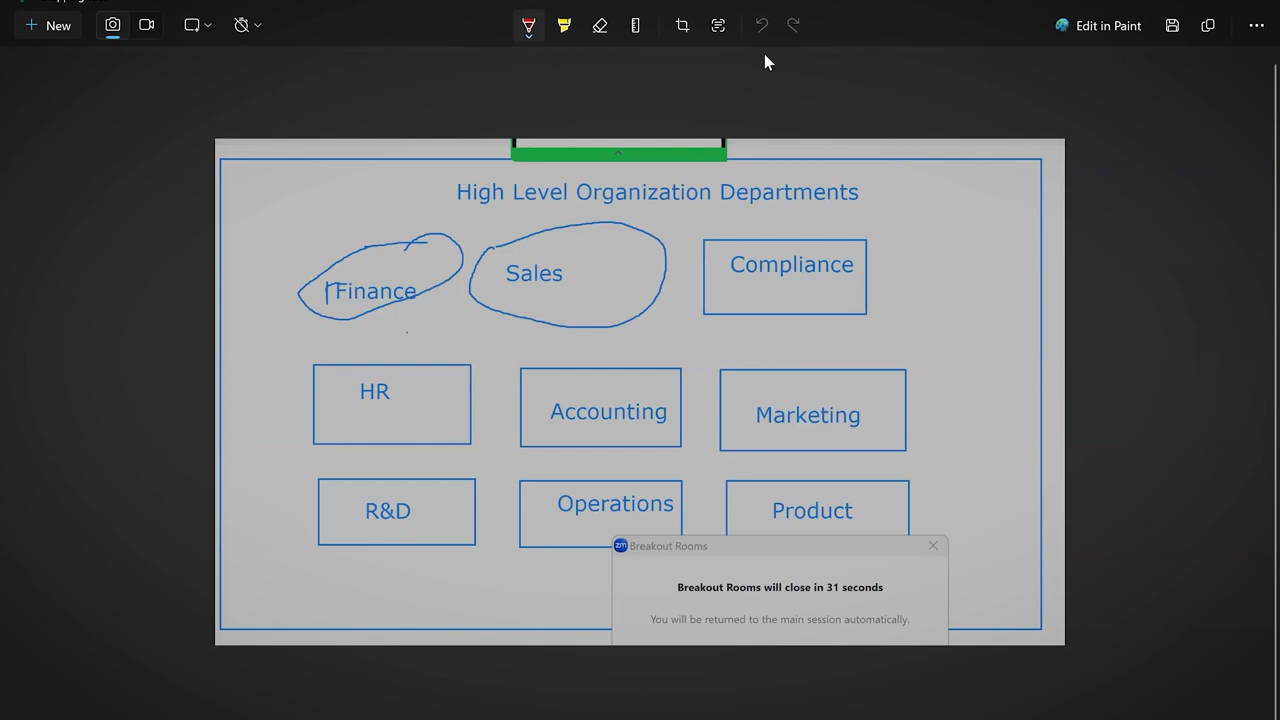 New
Edit in Paint
High Level Organization Departments
Finance
Sales
Compliance
HR
Accounting
Marketing
R&D
Operations
Product
zm Breakout Rooms
Breakout Rooms will close in 31 seconds
You will be returned to the main session automatically.